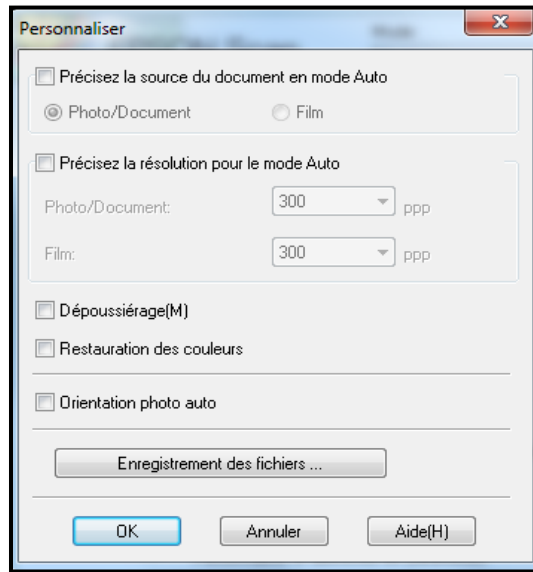 Personnaliser
Précisez la source du document en mode Auto
Photo/Document Film
Précisez la résolution pour le mode Auto
Photo/Document: 300 ppp
Film: 300 ppp
Dépoussiérage(M)
Restauration des couleurs
Orientation photo auto
Enregistrement des fichiers ...
OK Annuler Aide(H)